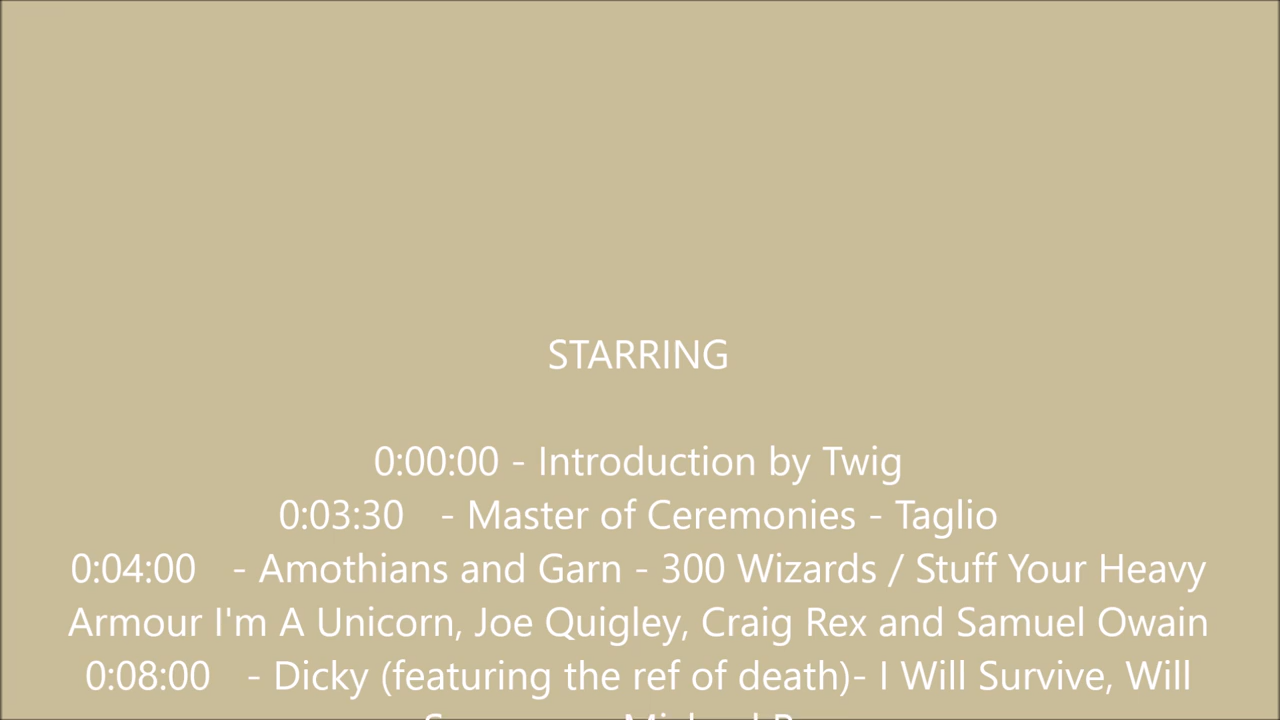 STARRING
0:00:00 - Introduction by Twig
0:03:30 - Master of Ceremonies - Taglio
0:04:00 - Amothians and Garn - 300 Wizards / Stuff Your Heavy
Armour I'm A Unicorn, Joe Quigley, Craig Rex and Samuel Owain
0:08:00 - Dicky (featuring the ref of death)- I Will Survive, Will